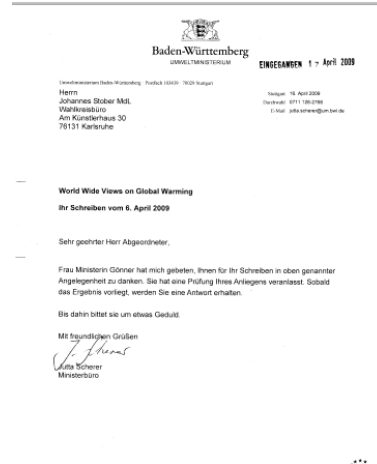 Baden-Württemberg
UMWELTMINISTERIUM
EINGEGANGEN 1 7. April 2009
Umweltministerium Baden-Württemberg Postfach 103439 70029 Stuttgart
Herrn
Johannes Stober MdL
Wahlkreisbüro
Am Künstlerhaus 30
76131 Karlsruhe
Stuttgart 16. April 2009
Durchwahl 0711 126-2788
E-Mail jutta.scherer@um.bwl.de
World Wide Views on Global Warming
Ihr Schreiben vom 6. April 2009
Sehr geehrter Herr Abgeordneter,
Frau Ministerin Gönner hat mich gebeten, Ihnen für Ihr Schreiben in oben genannter
Angelegenheit zu danken. Sie hat eine Prüfung Ihres Anliegens veranlasst. Sobald
das Ergebnis vorliegt, werden Sie eine Antwort erhalten.
Bis dahin bittet sie um etwas Geduld.
Mit freundlichen Grüßen
J. Scherer
Jutta Scherer
Ministerbüro